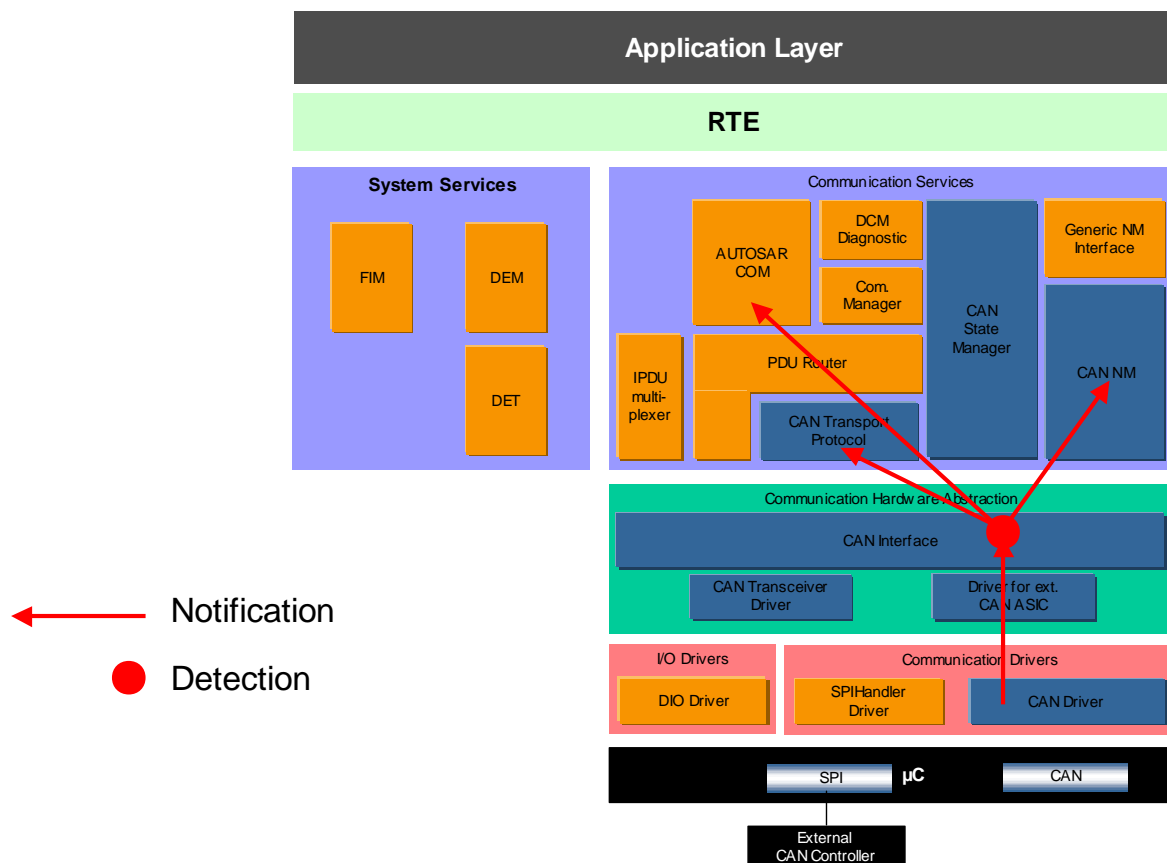 Application Layer
RTE
System Services
FIM
DEM
DET
Communication Services
AUTOSAR
COM
DCM
Diagnostic
Com.
Manager
CAN
State
Manager
Generic NM
Interface
CAN NM
IPDU
multi-
plexer
PDU Router
CAN Transport
Protocol
Communication Hardware Abstraction
CAN Interface
CAN Transceiver
Driver
Driver for ext.
CAN ASIC
Notification
Detection
I/O Drivers
DIO Driver
Communication Drivers
SPIHandler
Driver
CAN Driver
SPI
µC
CAN
External
CAN Controller